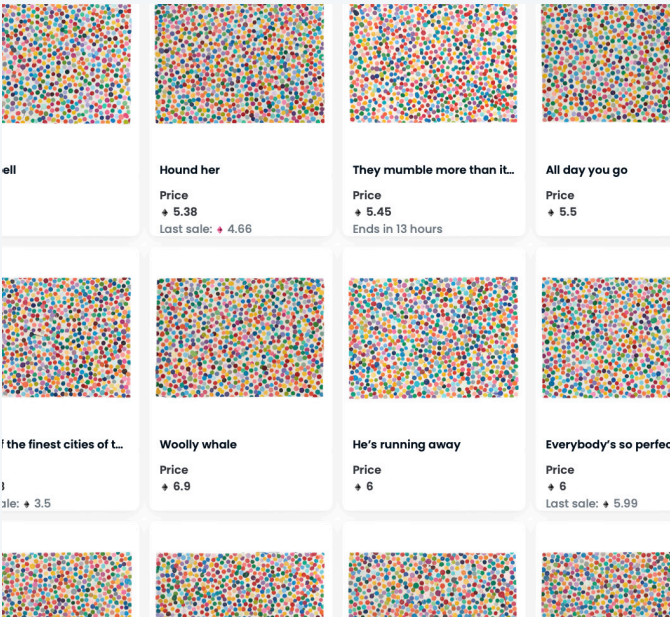 ell
Hound her
Price
5.38
Last sale: 4.66
They mumble more than it...
Price
5.45
Ends in 13 hours
All day you go
Price
5.5
f the finest cities of t...
3
ale: 3.5
Woolly whale
Price
6.9
He's running away
Price
6
Everybody's so perfec
Price
6
Last sale: 5.99